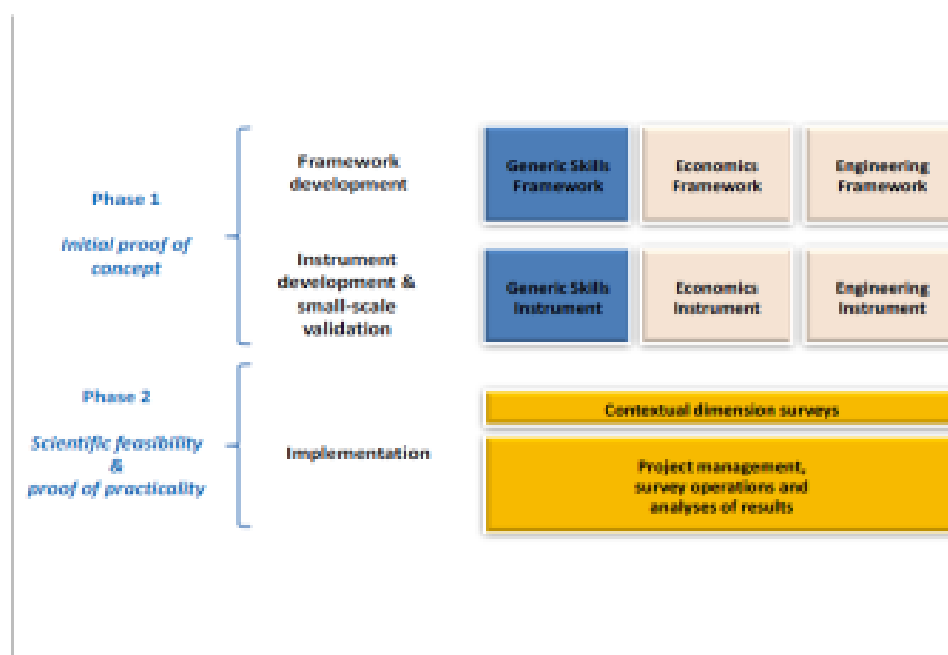 Phase 1
Initial proof of
concept
Framework
development
Generic Skills
Framework
Economics
Framework
Engineering
Framework
Instrument
development &
small-scale
validation
Generic Skills
Instrument
Economics
Instrument
Engineering
Instrument
Phase 2
Scientific feasibility
&
proof of practicality
Implementation
Contextual dimension surveys
Project management,
survey operations and
analyses of results